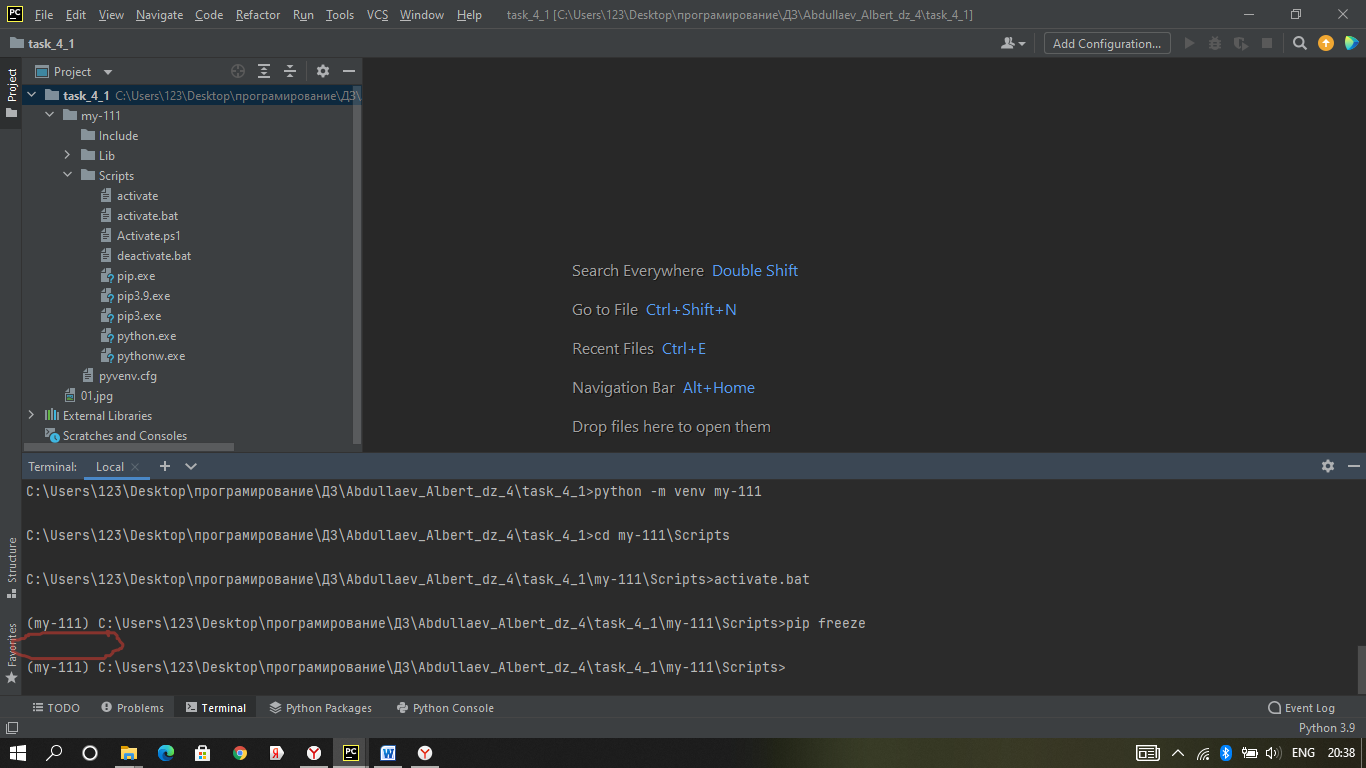 PC File Edit View Navigate Code Refactor Run Tools VCS Window Help task_4_1 [C:\Users\123\Desktop\програмирование\ДЗ\Abdullaev_Albert_dz_4\task_4_1]
task_4_1 Add Configuration...
Project
Project
task_4_1 C:\Users\123\Desktop\програмирование\ДЗ\
my-111
Include
Lib
Scripts
activate
activate.bat
Activate.ps1
deactivate.bat
pip.exe
pip3.9.exe
pip3.exe
python.exe
pythonw.exe
pyvenv.cfg
01.jpg
External Libraries
Scratches and Consoles
Search Everywhere Double Shift
Go to File Ctrl+Shift+N
Recent Files Ctrl+E
Navigation Bar Alt+Home
Drop files here to open them
Structure
Favorites
Terminal: Local
C:\Users\123\Desktop\програмирование\ДЗ\Abdullaev_Albert_dz_4\task_4_1>python -m venv my-111
C:\Users\123\Desktop\програмирование\ДЗ\Abdullaev_Albert_dz_4\task_4_1>cd my-111\Scripts
C:\Users\123\Desktop\програмирование\ДЗ\Abdullaev_Albert_dz_4\task_4_1\my-111\Scripts>activate.bat
(my-111) C:\Users\123\Desktop\програмирование\ДЗ\Abdullaev_Albert_dz_4\task_4_1\my-111\Scripts>pip freeze
(my-111) C:\Users\123\Desktop\програмирование\ДЗ\Abdullaev_Albert_dz_4\task_4_1\my-111\Scripts>
TODO Problems Terminal Python Packages Python Console Event Log
Python 3.9
Я Y PC W Y ENG 20:38